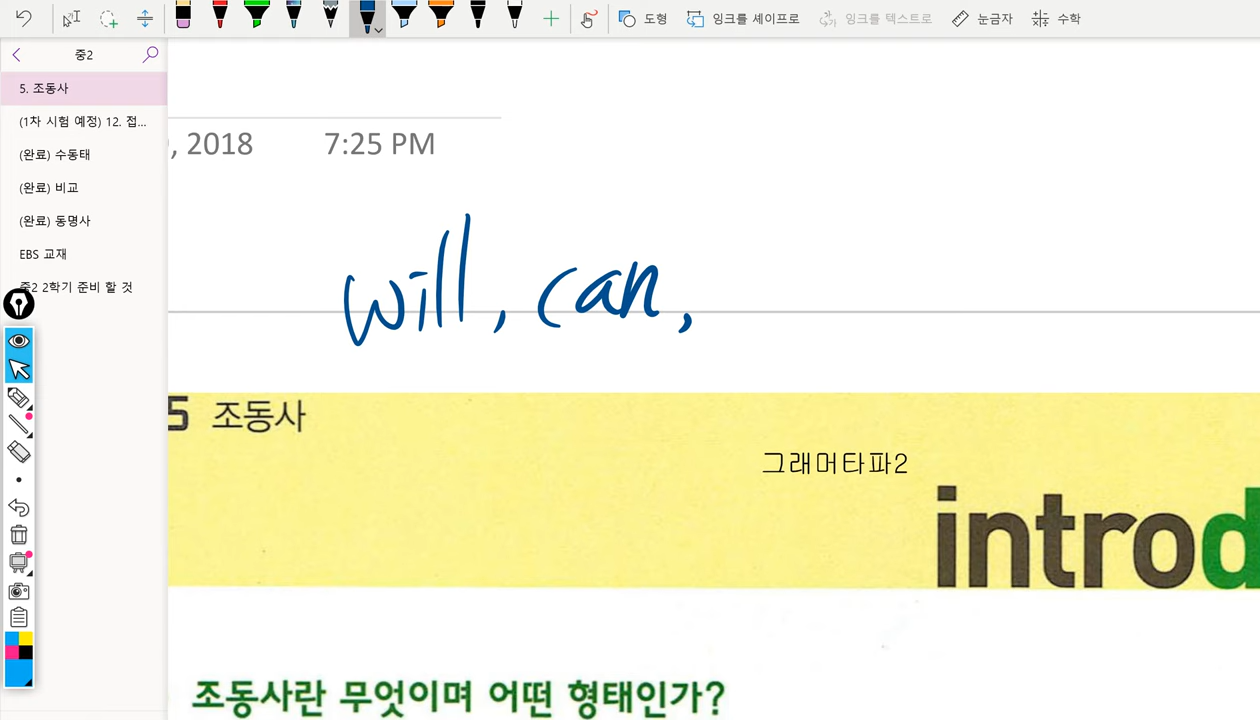 도형 잉크를 셰이프로 잉크를 텍스트로 눈금자 수학
중2
5. 조동사
(1차 시험 예정) 12. 접...
(완료) 수동태
(완료) 비교
(완료) 동명사
EBS 교재
중2 2학기 준비 할 것
, 2018 7:25 PM
will, can,
5 조동사
그래머타파2
introd
조동사란 무엇이며 어떤 형태인가?